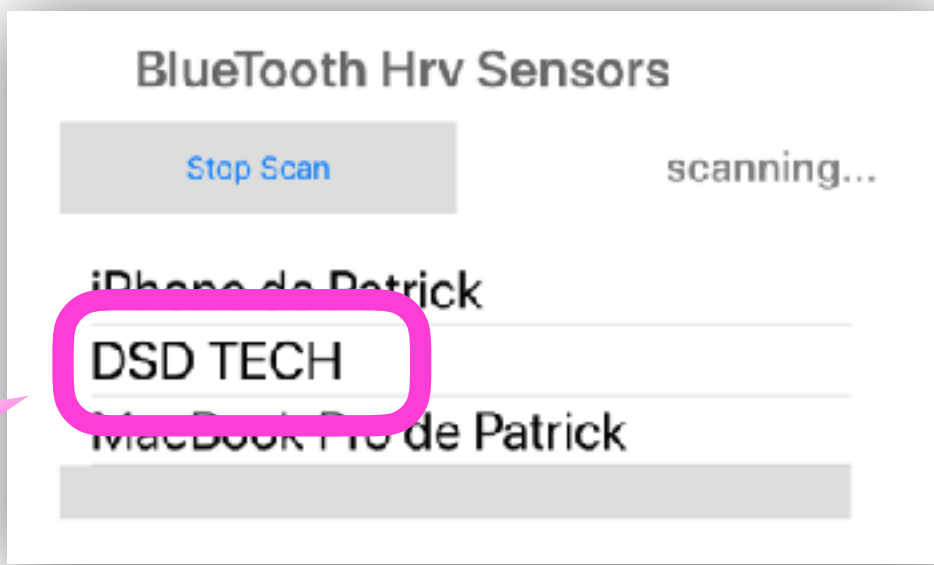 BlueTooth Hrv Sensors
Stop Scan
scanning...
iPhone de Patrick
DSD TECH
MacBook Pro de Patrick